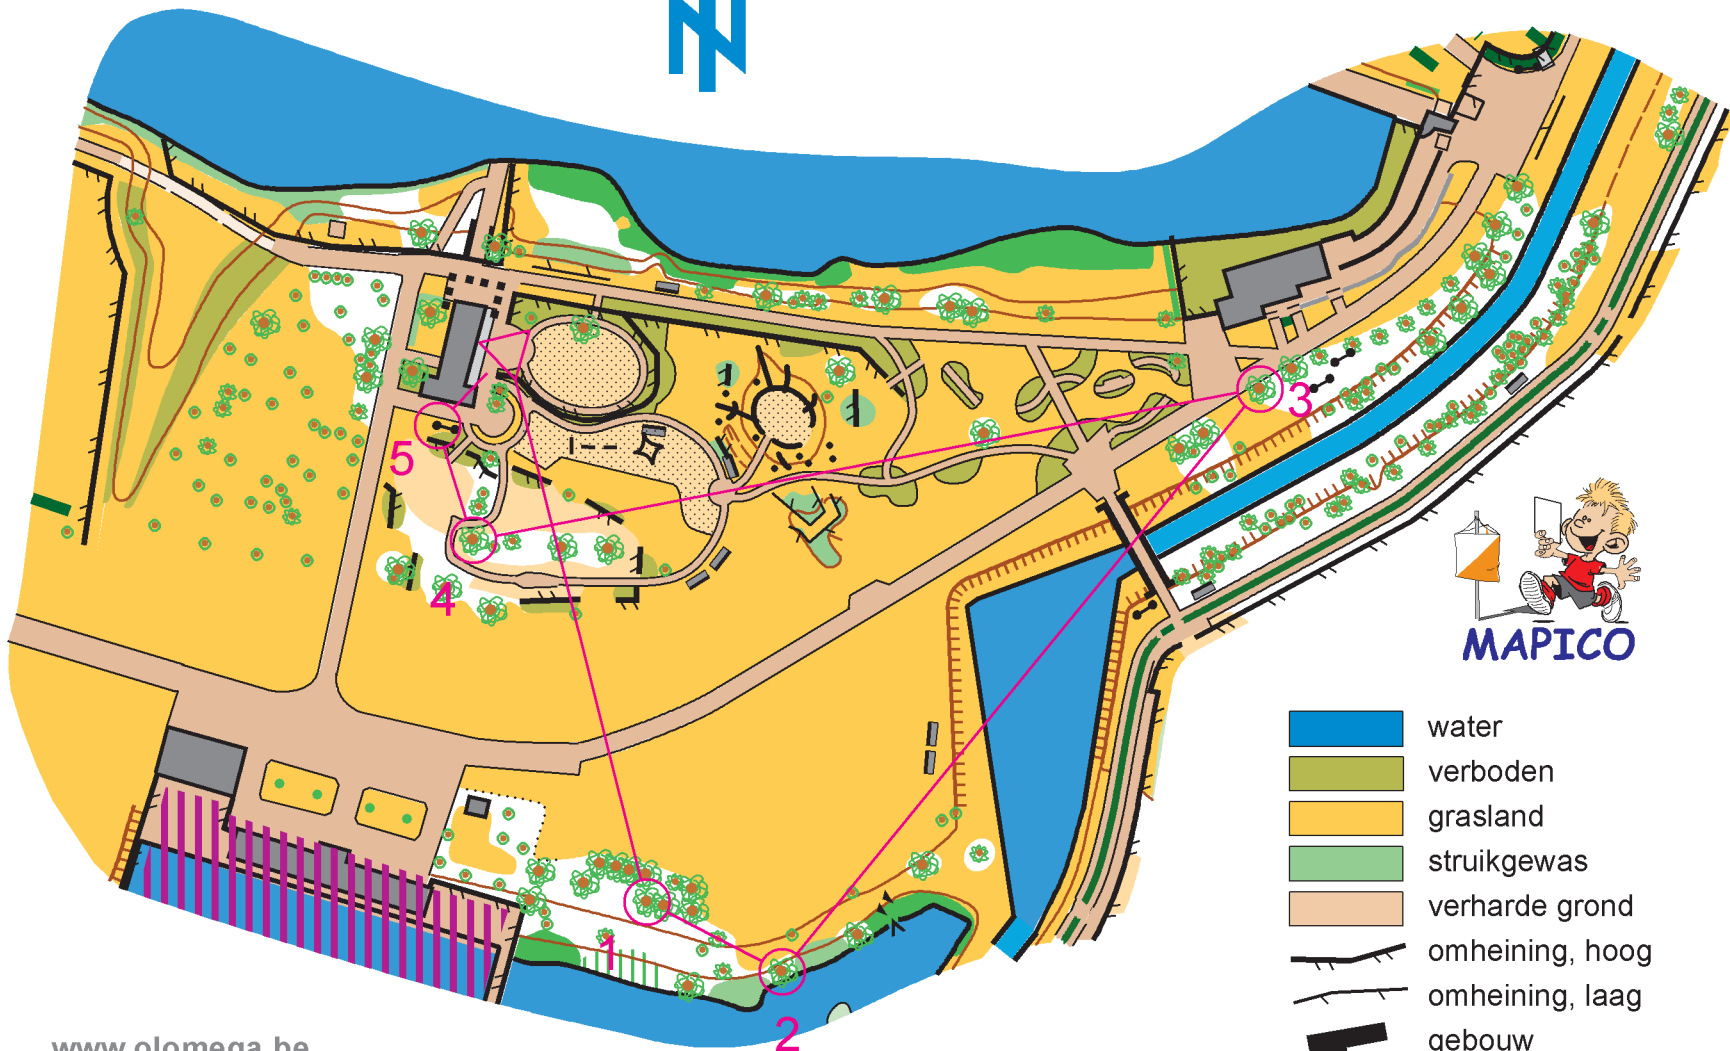 N
3
5
4
1
2
MAPICO
water
verboden
grasland
struikgewas
verharde grond
omheining, hoog
omheining, laag
gebouw
www.olomega.be